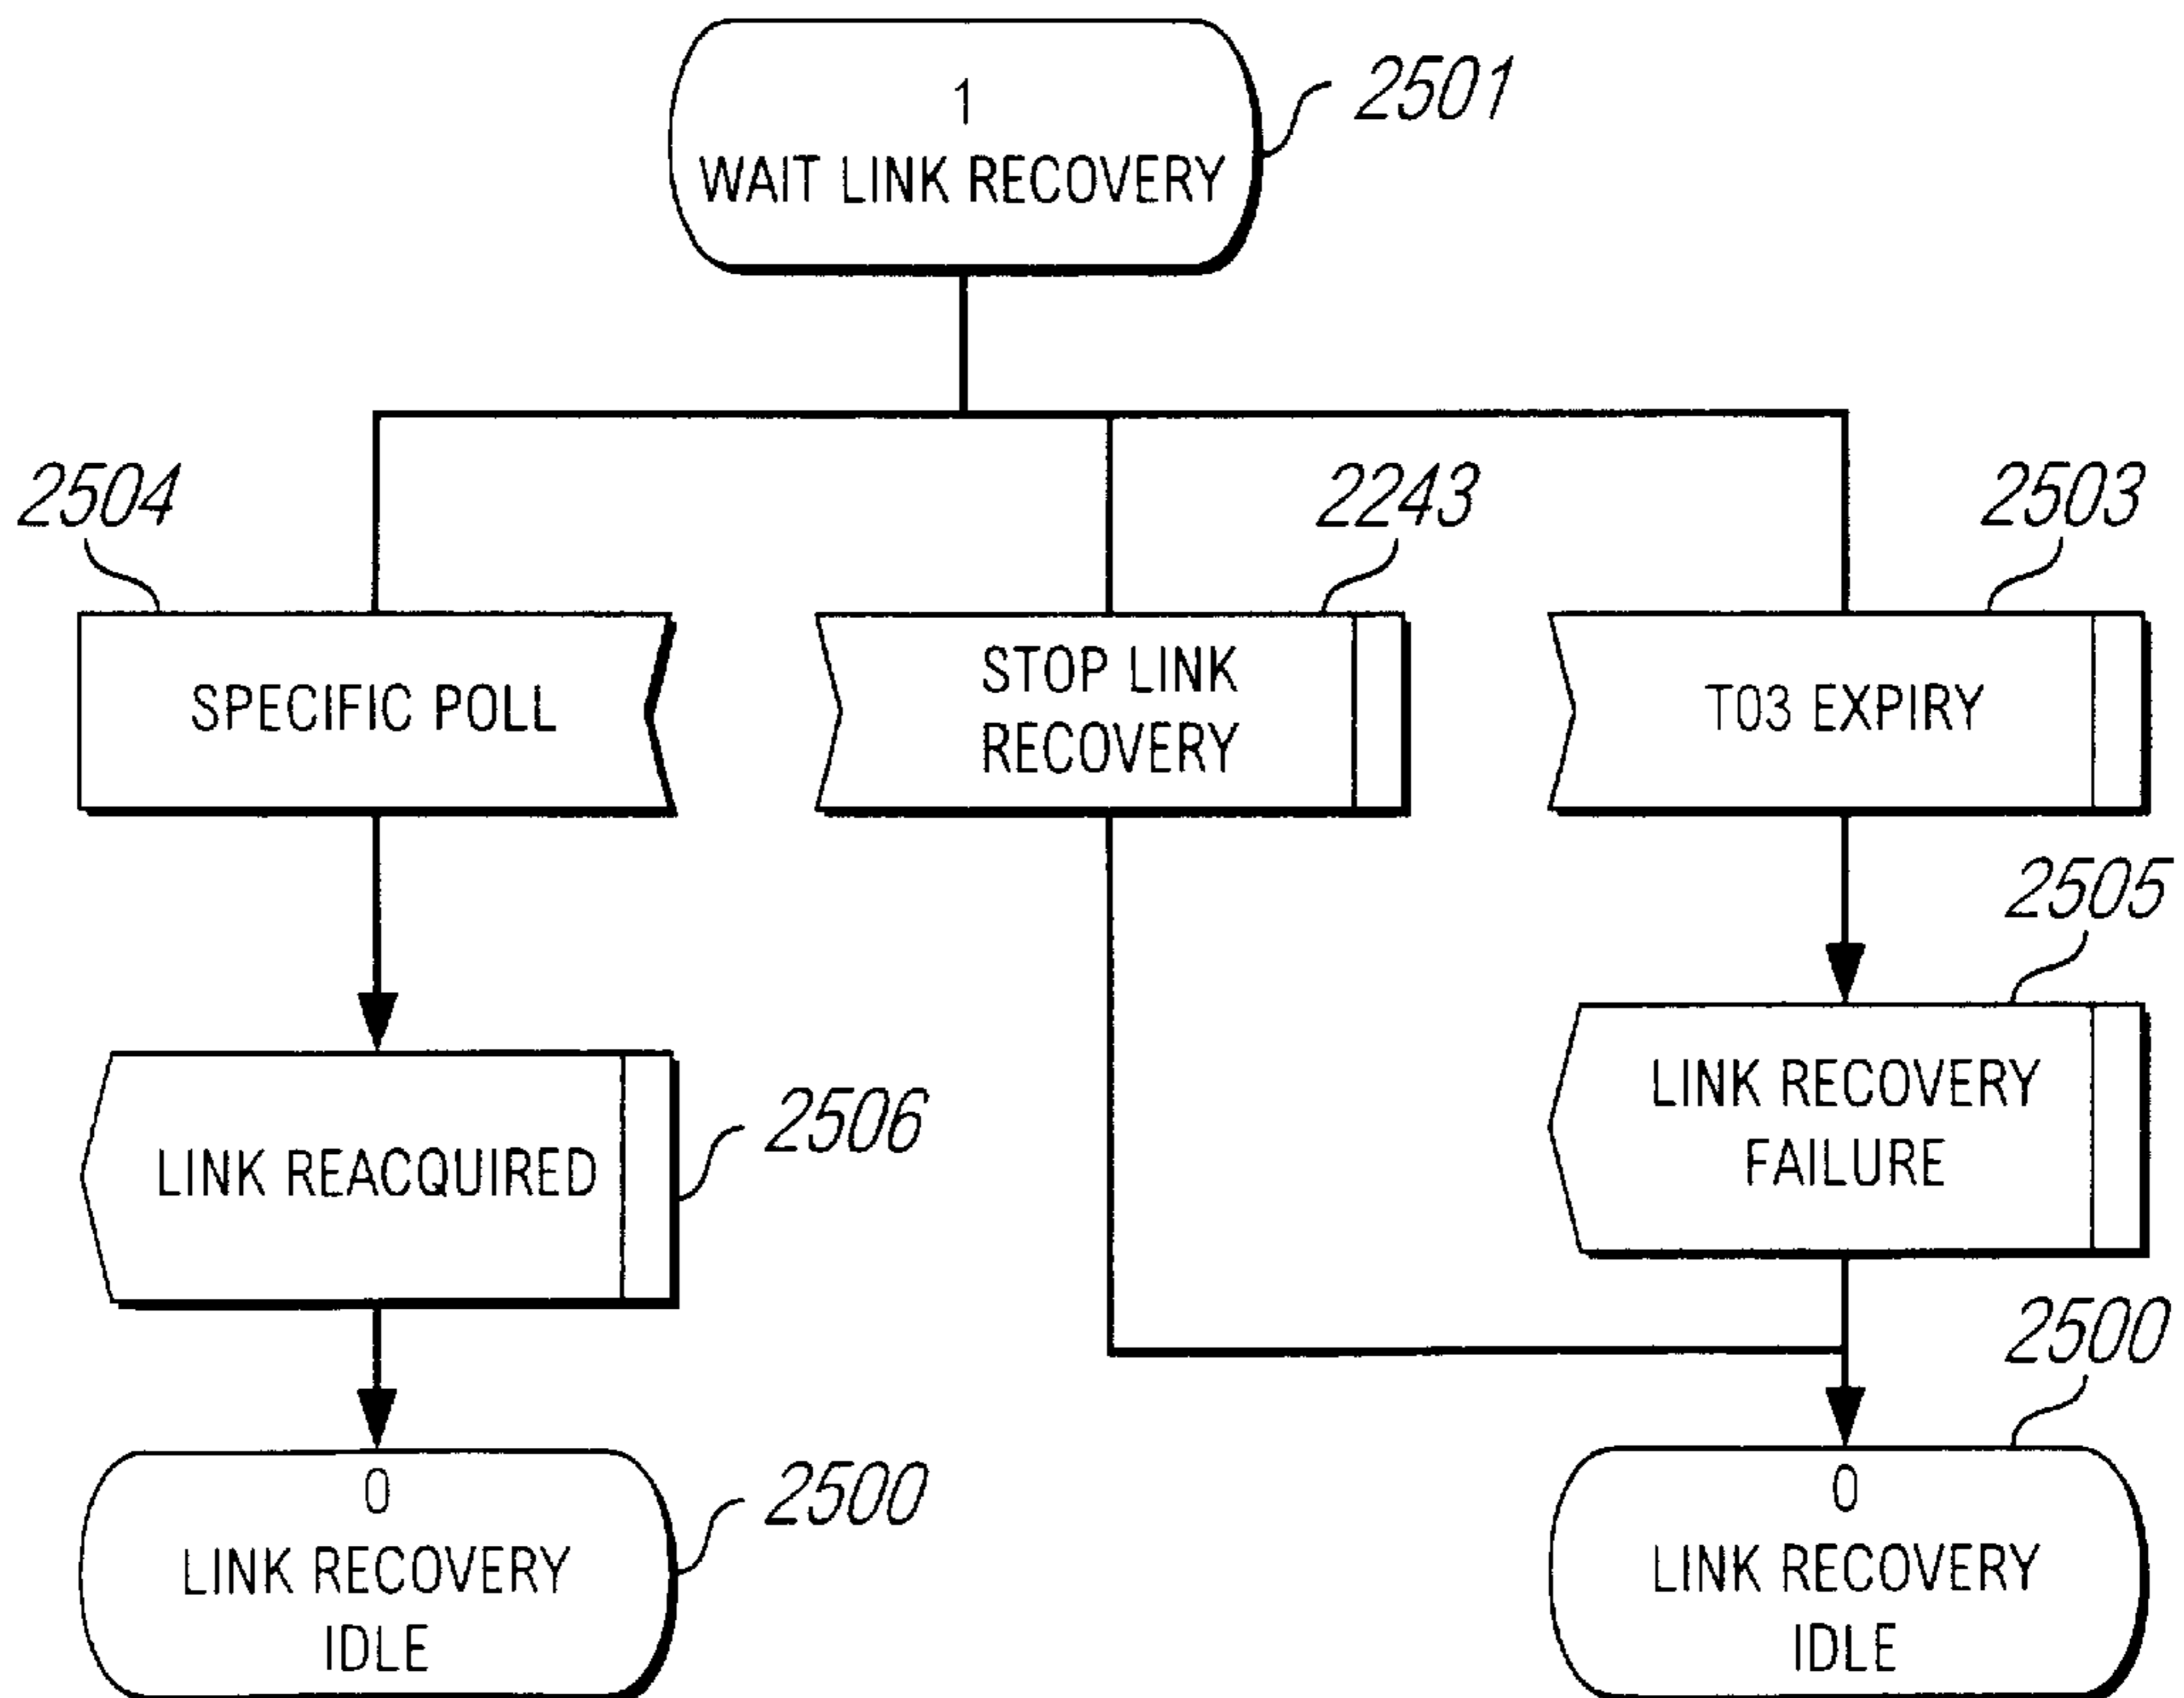 1
WAIT LINK RECOVERY
2501
2504
2243
2503
SPECIFIC POLL
STOP LINK
RECOVERY
T03 EXPIRY
2505
LINK REACQUIRED
2506
LINK RECOVERY
FAILURE
2500
0
LINK RECOVERY
IDLE
2500
0
LINK RECOVERY
IDLE